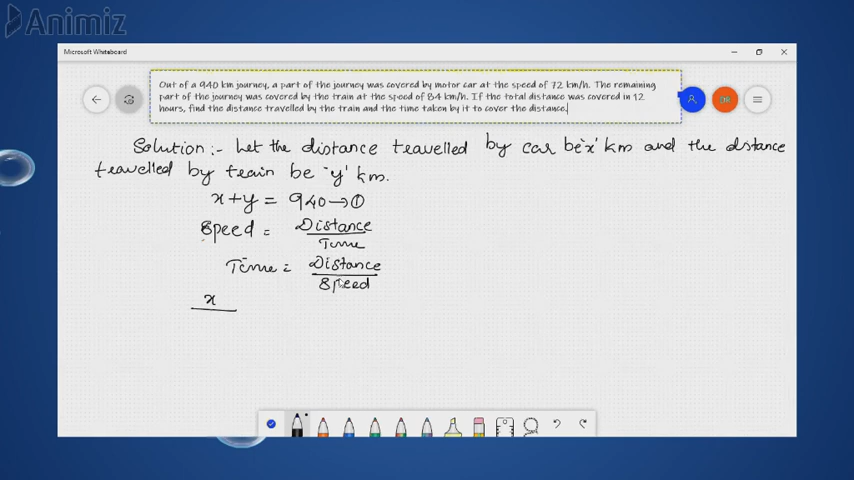 Animiz
Microsoft Whiteboard
Out of a 940 km journey, a part of the journey was covered by motor car at the speed of 72 km/h. The remaining
part of the journey was covered by the train at the speed of 84 km/h. If the total distance was covered in 12
hours, find the distance travelled by the train and the time taken by it to cover the distance.
Solution :- Let the distance travelled by car be 'x' km and the distance
travelled by train be 'y' km.
x+y = 940 → ①
Speed = Distance
Time
Time = Distance
Speed
x